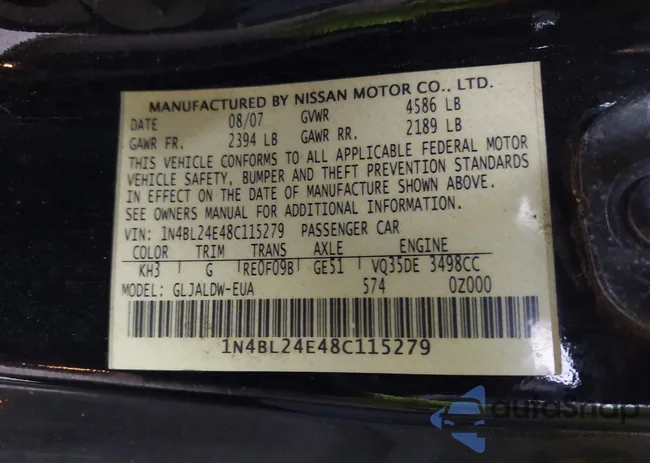 MANUFACTURED BY NISSAN MOTOR CO., LTD.
DATE 08/07 GVWR 4586 LB
GAWR FR. 2394 LB GAWR RR. 2189 LB
THIS VEHICLE CONFORMS TO ALL APPLICABLE FEDERAL MOTOR
VEHICLE SAFETY, BUMPER AND THEFT PREVENTION STANDARDS
IN EFFECT ON THE DATE OF MANUFACTURE SHOWN ABOVE.
SEE OWNERS MANUAL FOR ADDITIONAL INFORMATION.
VIN: 1N4BL24E48C115279 PASSENGER CAR
COLOR TRIM TRANS AXLE ENGINE
KH3 G RE0F09B GE51 VQ35DE 3498CC
MODEL: GLJALDW-EUA 574 0Z000
1N4BL24E48C115279
autoSnap